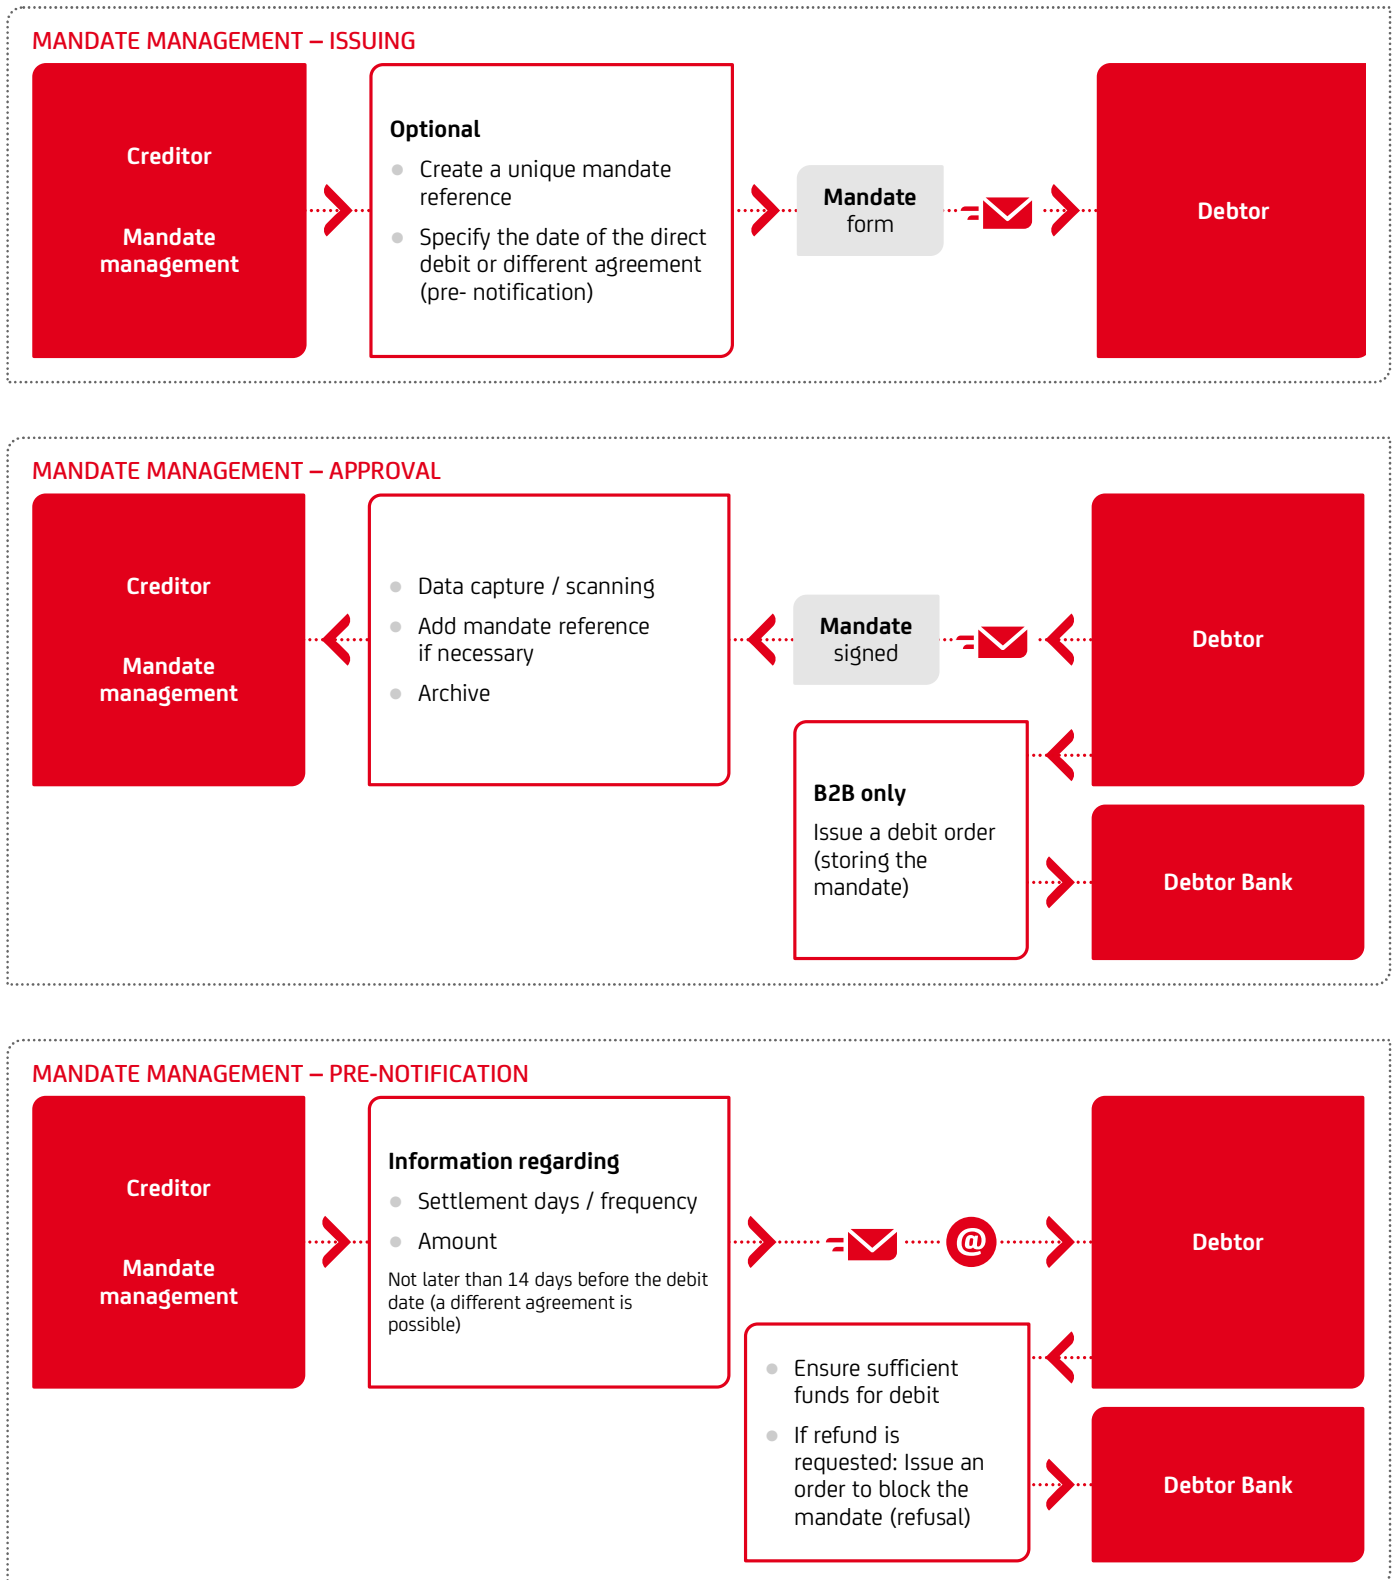 MANDATE MANAGEMENT – ISSUING
Creditor
Mandate
management
Optional
Create a unique mandate
reference
Specify the date of the direct
debit or different agreement
(pre- notification)
Mandate
form
Debtor
MANDATE MANAGEMENT – APPROVAL
Creditor
Mandate
management
Data capture / scanning
Add mandate reference
if necessary
Archive
Mandate
signed
Debtor
B2B only
Issue a debit order
(storing the
mandate)
Debtor Bank
MANDATE MANAGEMENT – PRE-NOTIFICATION
Creditor
Mandate
management
Information regarding
Settlement days / frequency
Amount
Not later than 14 days before the debit
date (a different agreement is
possible)
@
Debtor
Ensure sufficient
funds for debit
If refund is
requested: Issue an
order to block the
mandate (refusal)
Debtor Bank